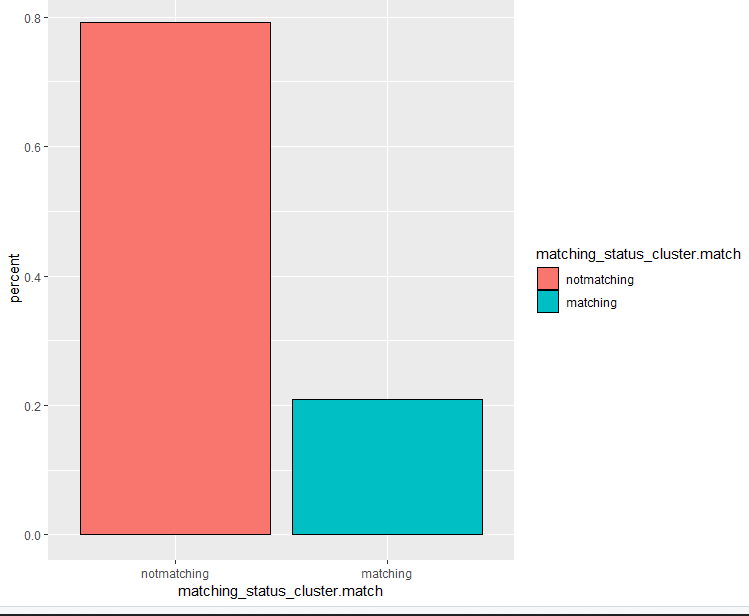 0.8
0.6
0.4
0.2
0.0
percent
notmatching matching
matching_status_cluster.match
matching_status_cluster.match
notmatching
matching